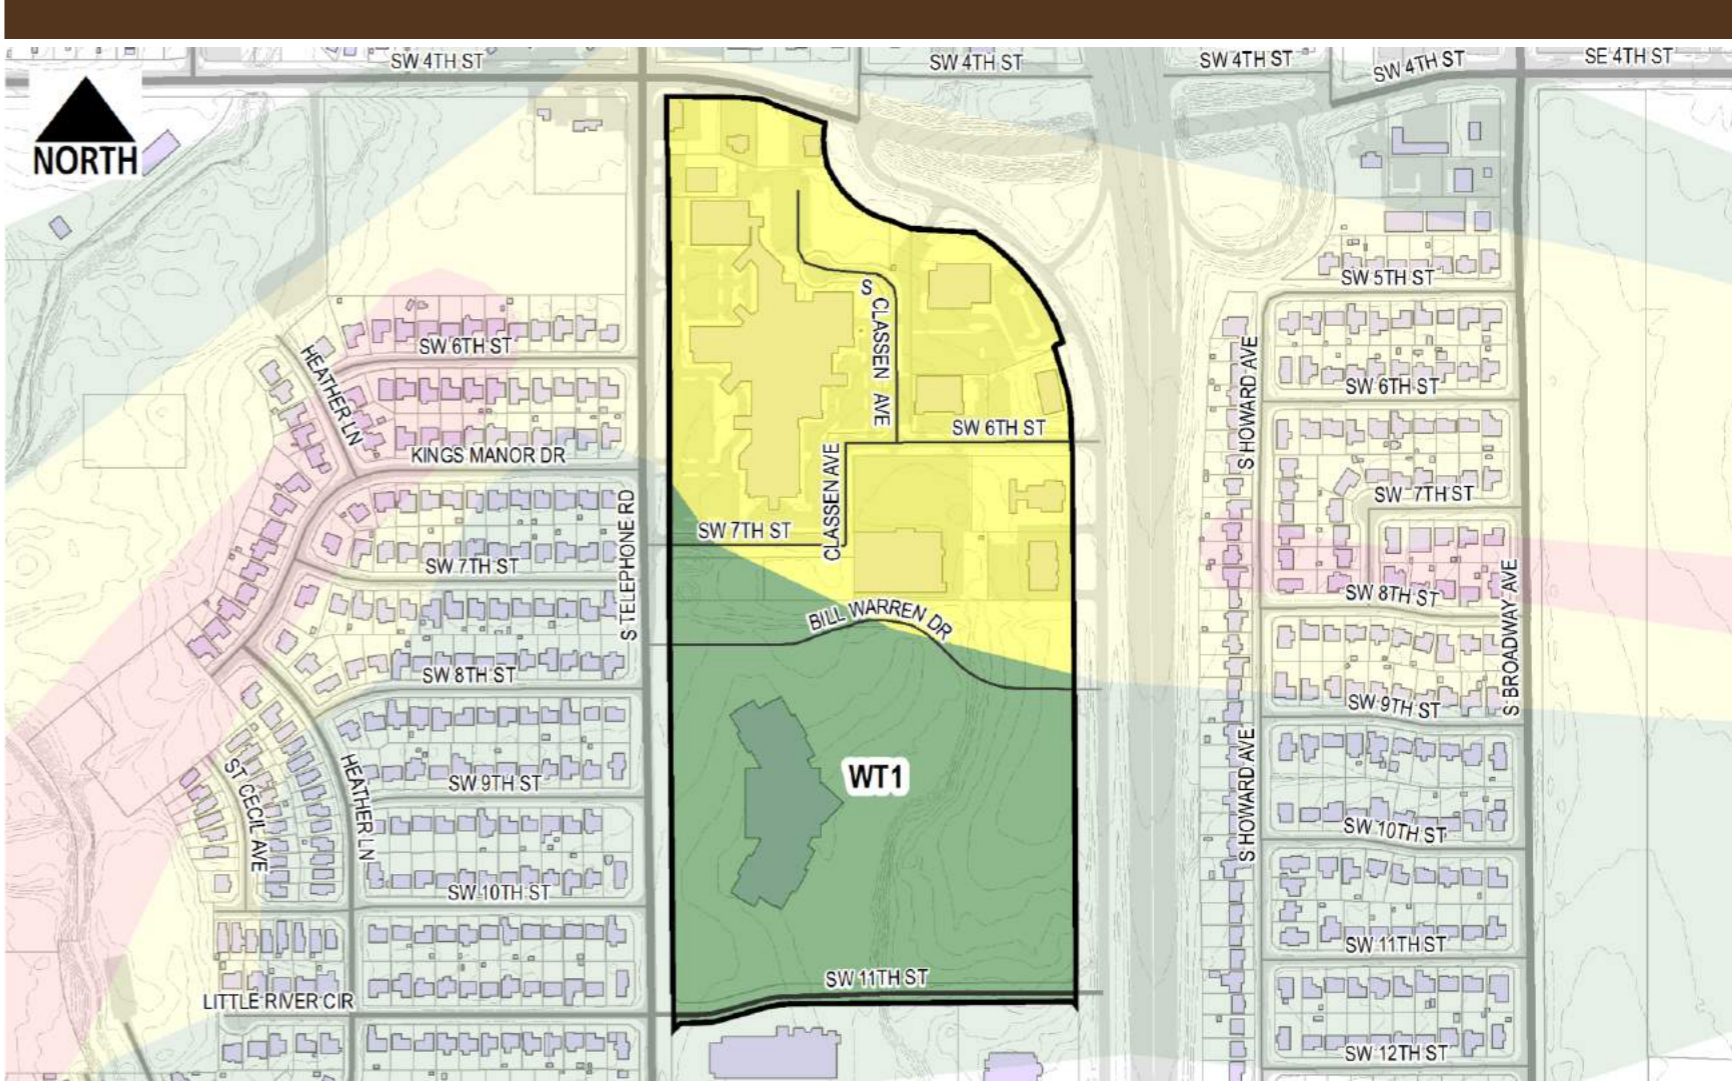 SW 4TH ST
SW 4TH ST
SW 4TH ST
SW 4TH ST
SE 4TH ST
NORTH
SW 5TH ST
S CLASSEN AVE
HEATHER LN
SW 6TH ST
S HOWARD AVE
SW 6TH ST
SW 6TH ST
KINGS MANOR DR
CLASSEN AVE
SW 7TH ST
S TELEPHONE RD
SW 7TH ST
SW 7TH ST
SW 8TH ST
S BROADWAY AVE
BILL WARREN DR
SW 8TH ST
SW 9TH ST
ST CECIL AVE
HEATHER LN
SW 9TH ST
WT1
S HOWARD AVE
SW 10TH ST
SW 10TH ST
SW 11TH ST
SW 11TH ST
LITTLE RIVER CIR
SW 12TH ST